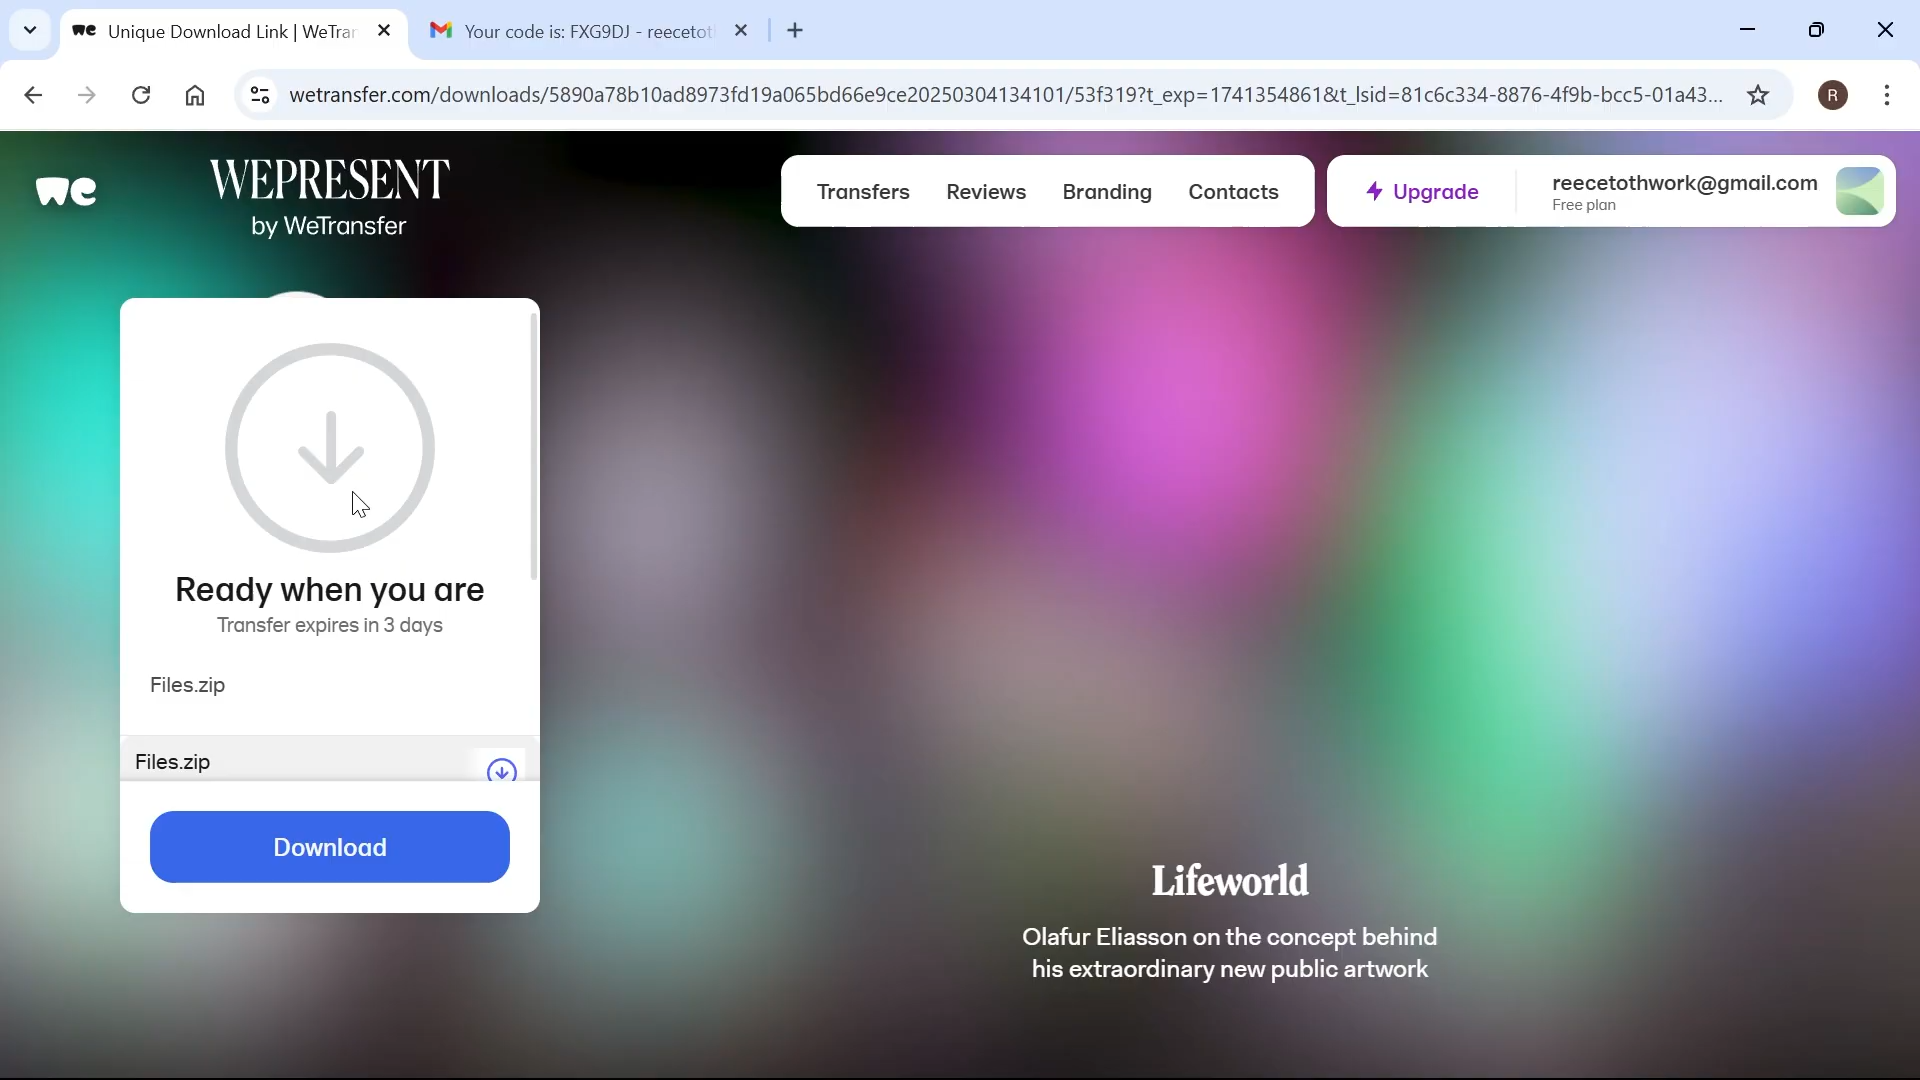 Unique Download Link | WeTrar
Your code is: FXG9DJ - reecetot
wetransfer.com/downloads/5890a78b10ad8973fd19a065bd66e9ce20250304134101/53f319?t_exp=1741354861&t_lsid=81c6c334-8876-4f9b-bcc5-01a43...
R
we
WEPRESENT
by WeTransfer
Transfers
Reviews
Branding
Contacts
Upgrade
reecetothwork@gmail.com
Free plan
Ready when you are
Transfer expires in 3 days
Files.zip
Files.zip
Download
Lifeworld
Olafur Eliasson on the concept behind
his extraordinary new public artwork